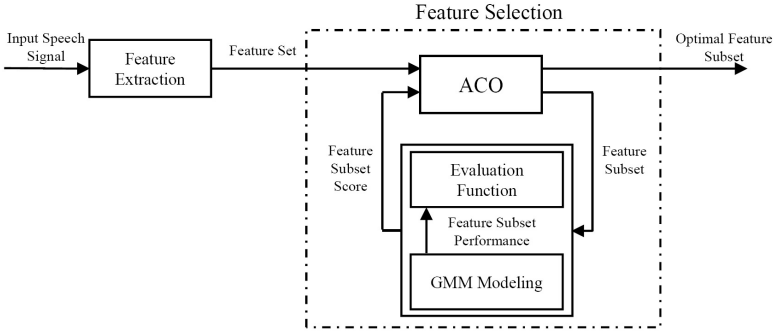 Feature Selection
Input Speech
Signal
Feature
Extraction
Feature Set
ACO
Optimal Feature
Subset
Feature
Subset
Score
Evaluation
Function
Feature
Subset
Feature Subset
Performance
GMM Modeling